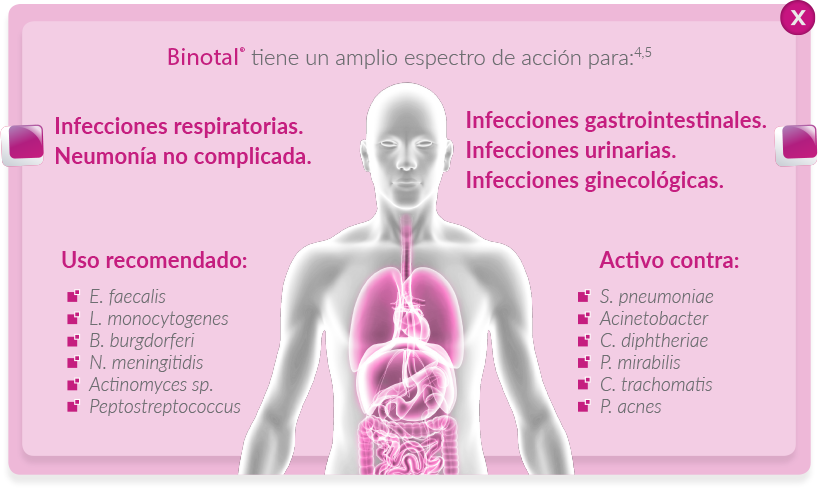 X
Binotal® tiene un amplio espectro de acción para:4,5
Infecciones respiratorias.
Neumonía no complicada.
Infecciones gastrointestinales.
Infecciones urinarias.
Infecciones ginecológicas.
Uso recomendado:
E. faecalis
L. monocytogenes
B. burgdorferi
N. meningitidis
Actinomyces sp.
Peptostreptococcus
Activo contra:
S. pneumoniae
Acinetobacter
C. diphtheriae
P. mirabilis
C. trachomatis
P. acnes